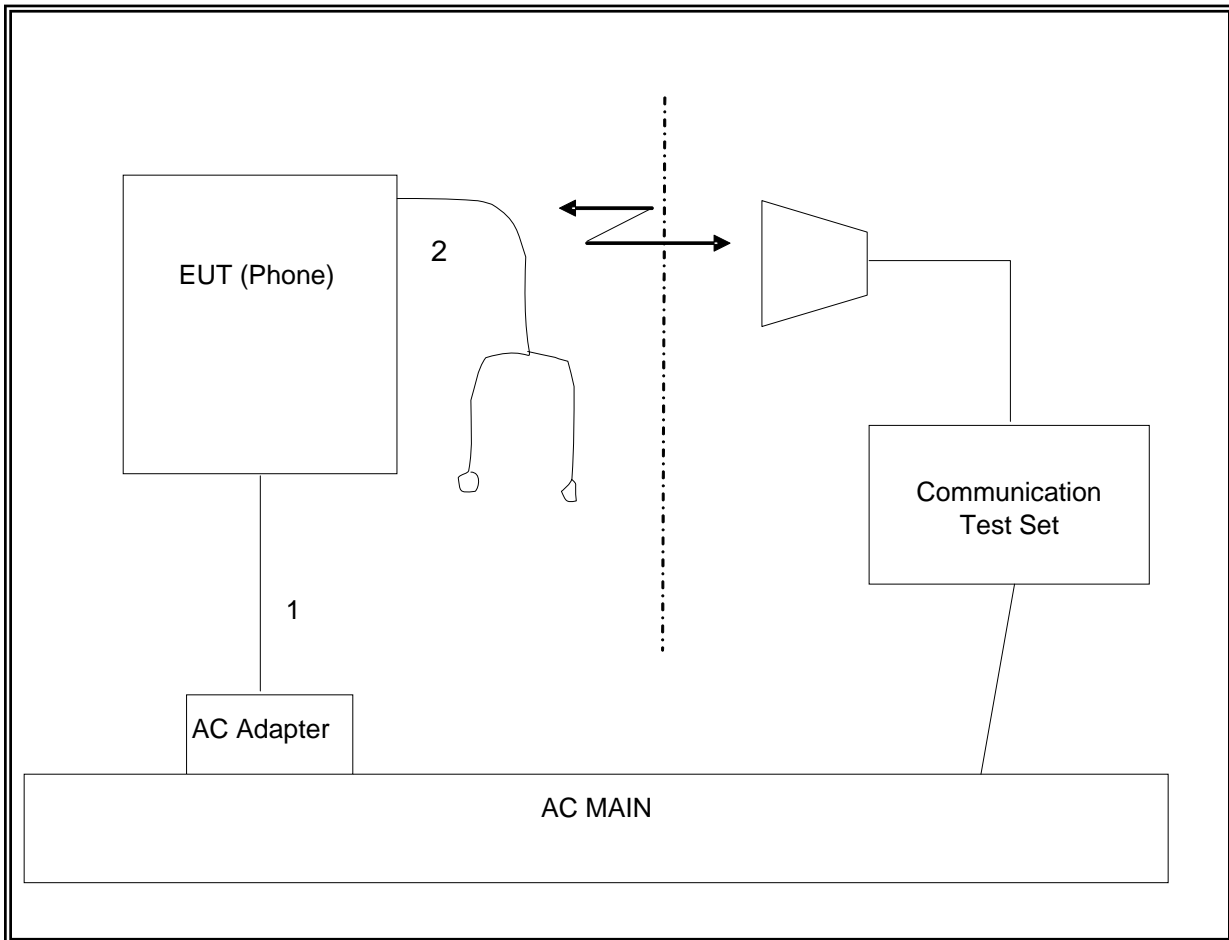 2
EUT (Phone)
Communication
Test Set
1
AC Adapter
AC MAIN